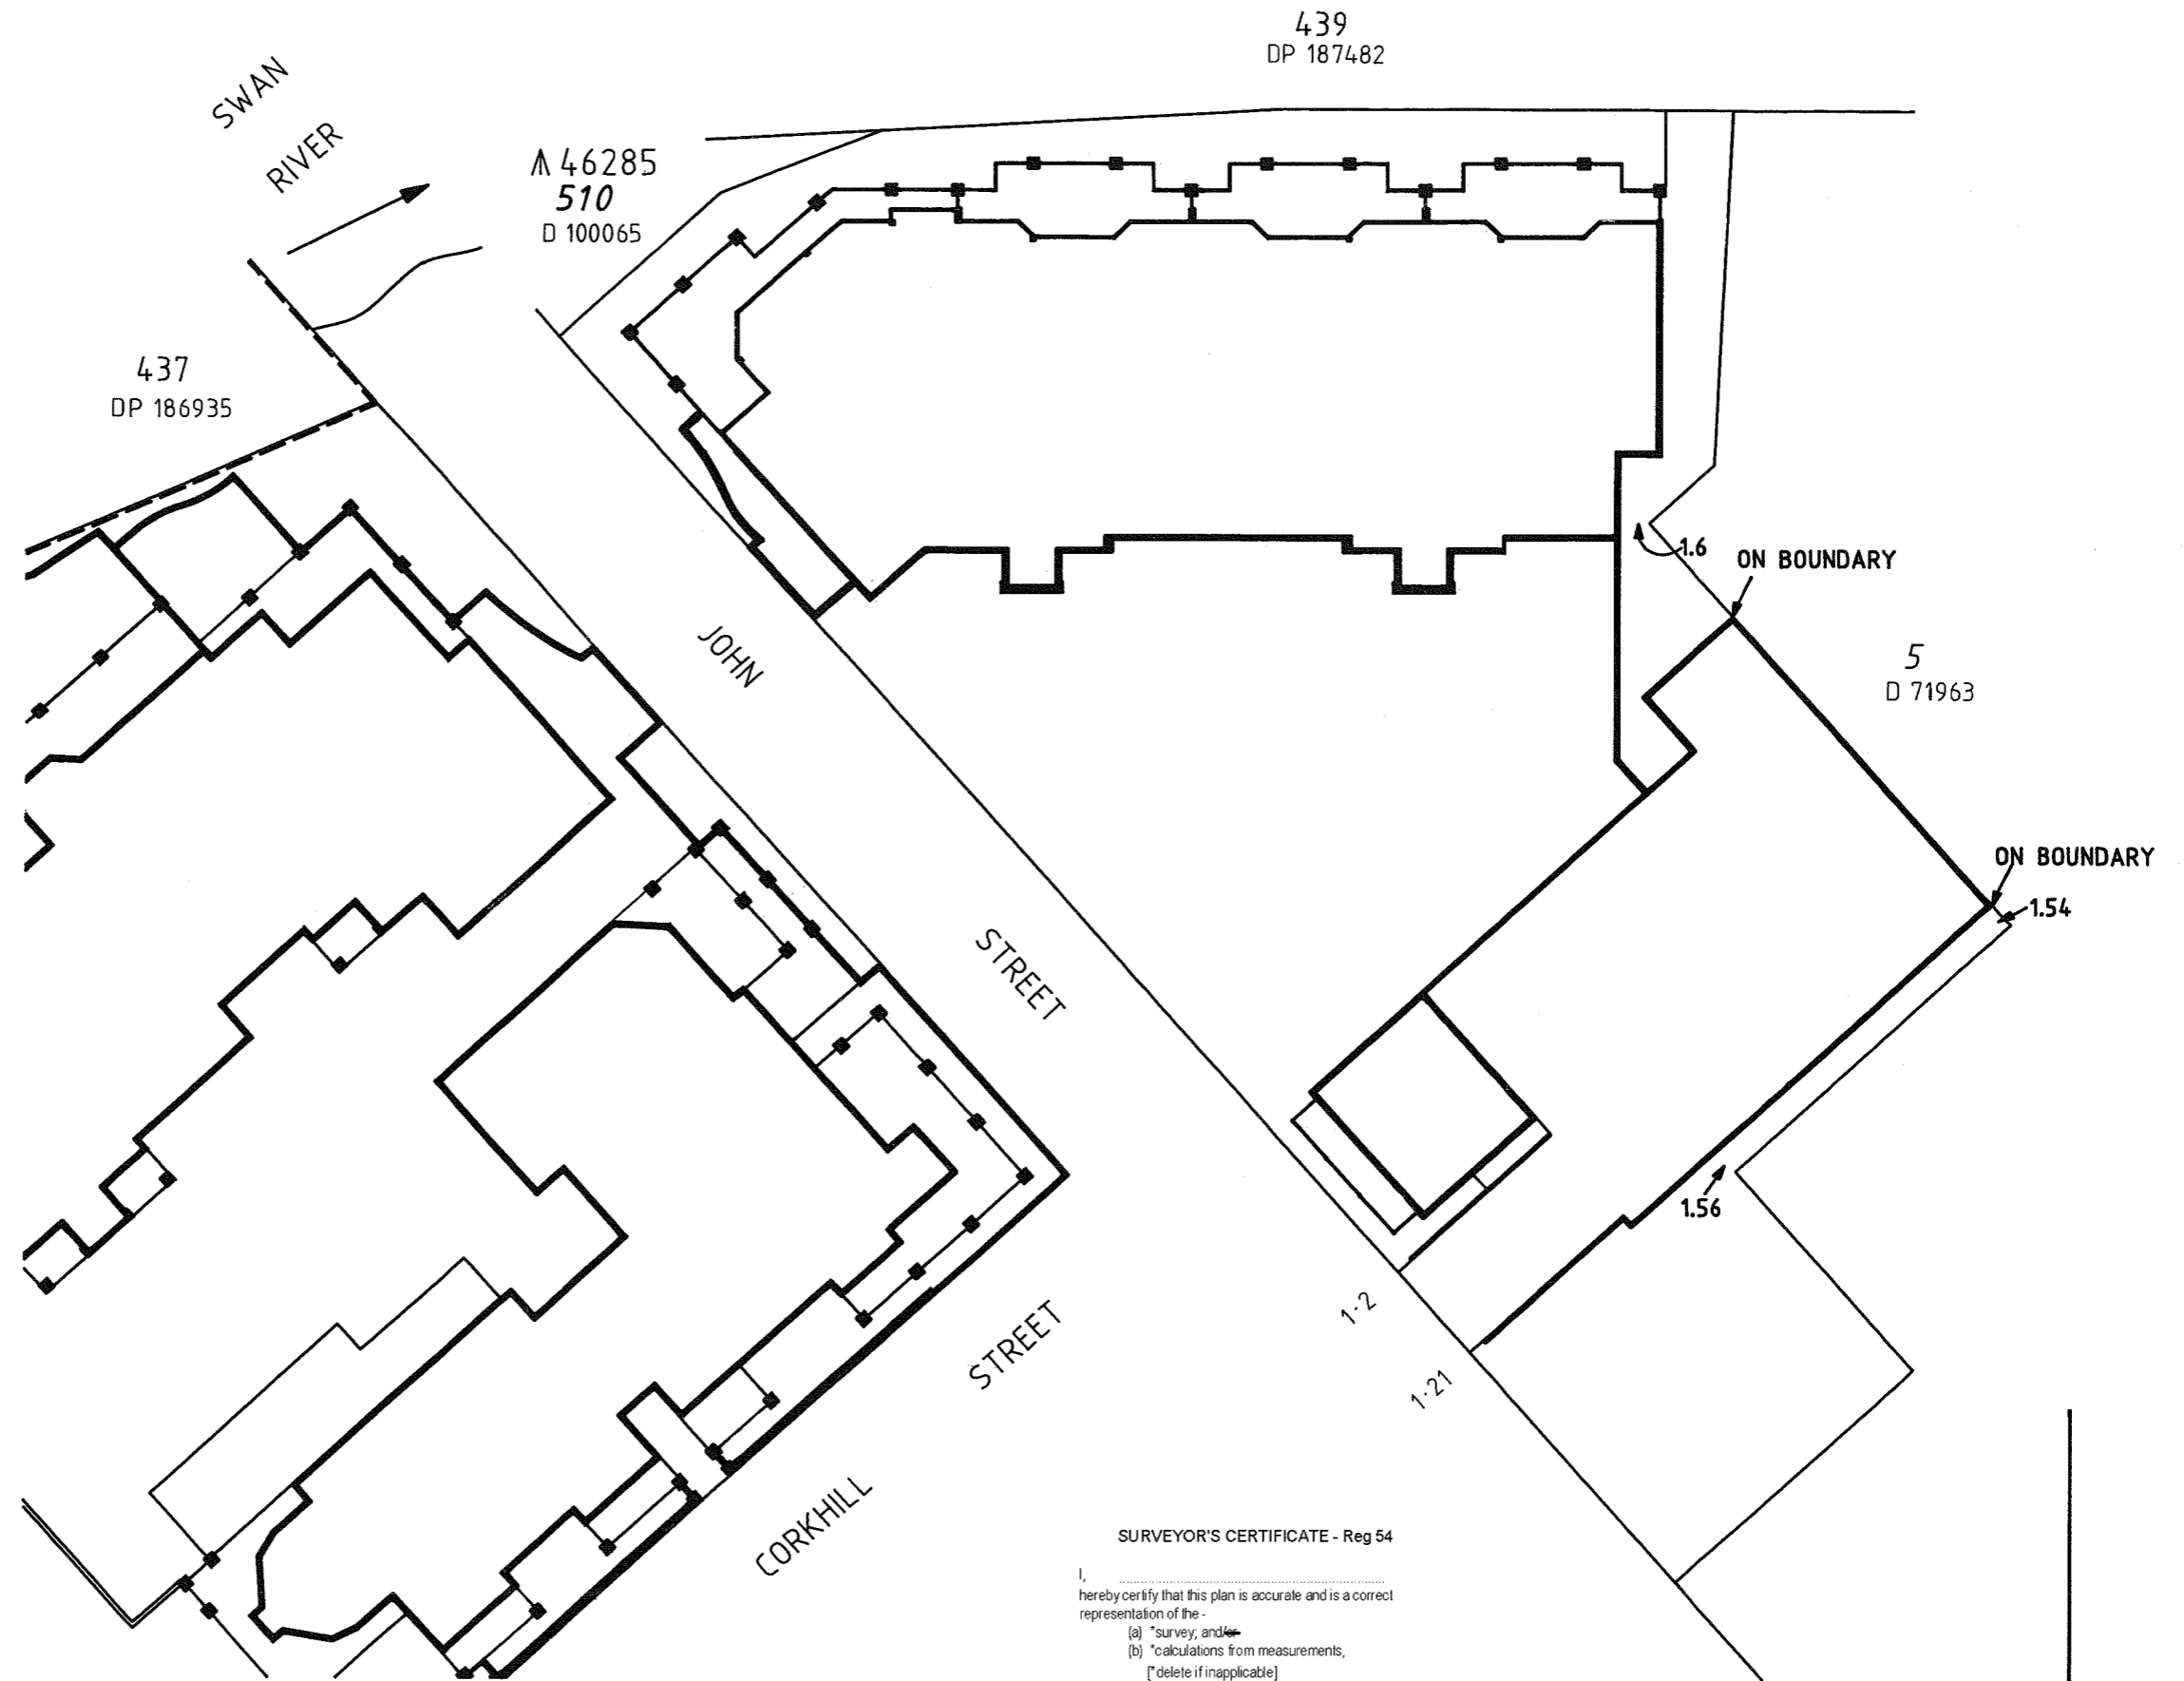 439
DP 187482
SWAN
RIVER
46285
510
D 100065
437
DP 186935
1.6
ON BOUNDARY
JOHN
5
D 71963
ON BOUNDARY
1.54
STREET
1.56
1·2
STREET
1·21
CORKHILL
SURVEYOR'S CERTIFICATE - Reg 54
I, ........................................
hereby certify that this plan is accurate and is a correct
representation of the -
(a) *survey; and/or
(b) *calculations from measurements,
[*delete if inapplicable]